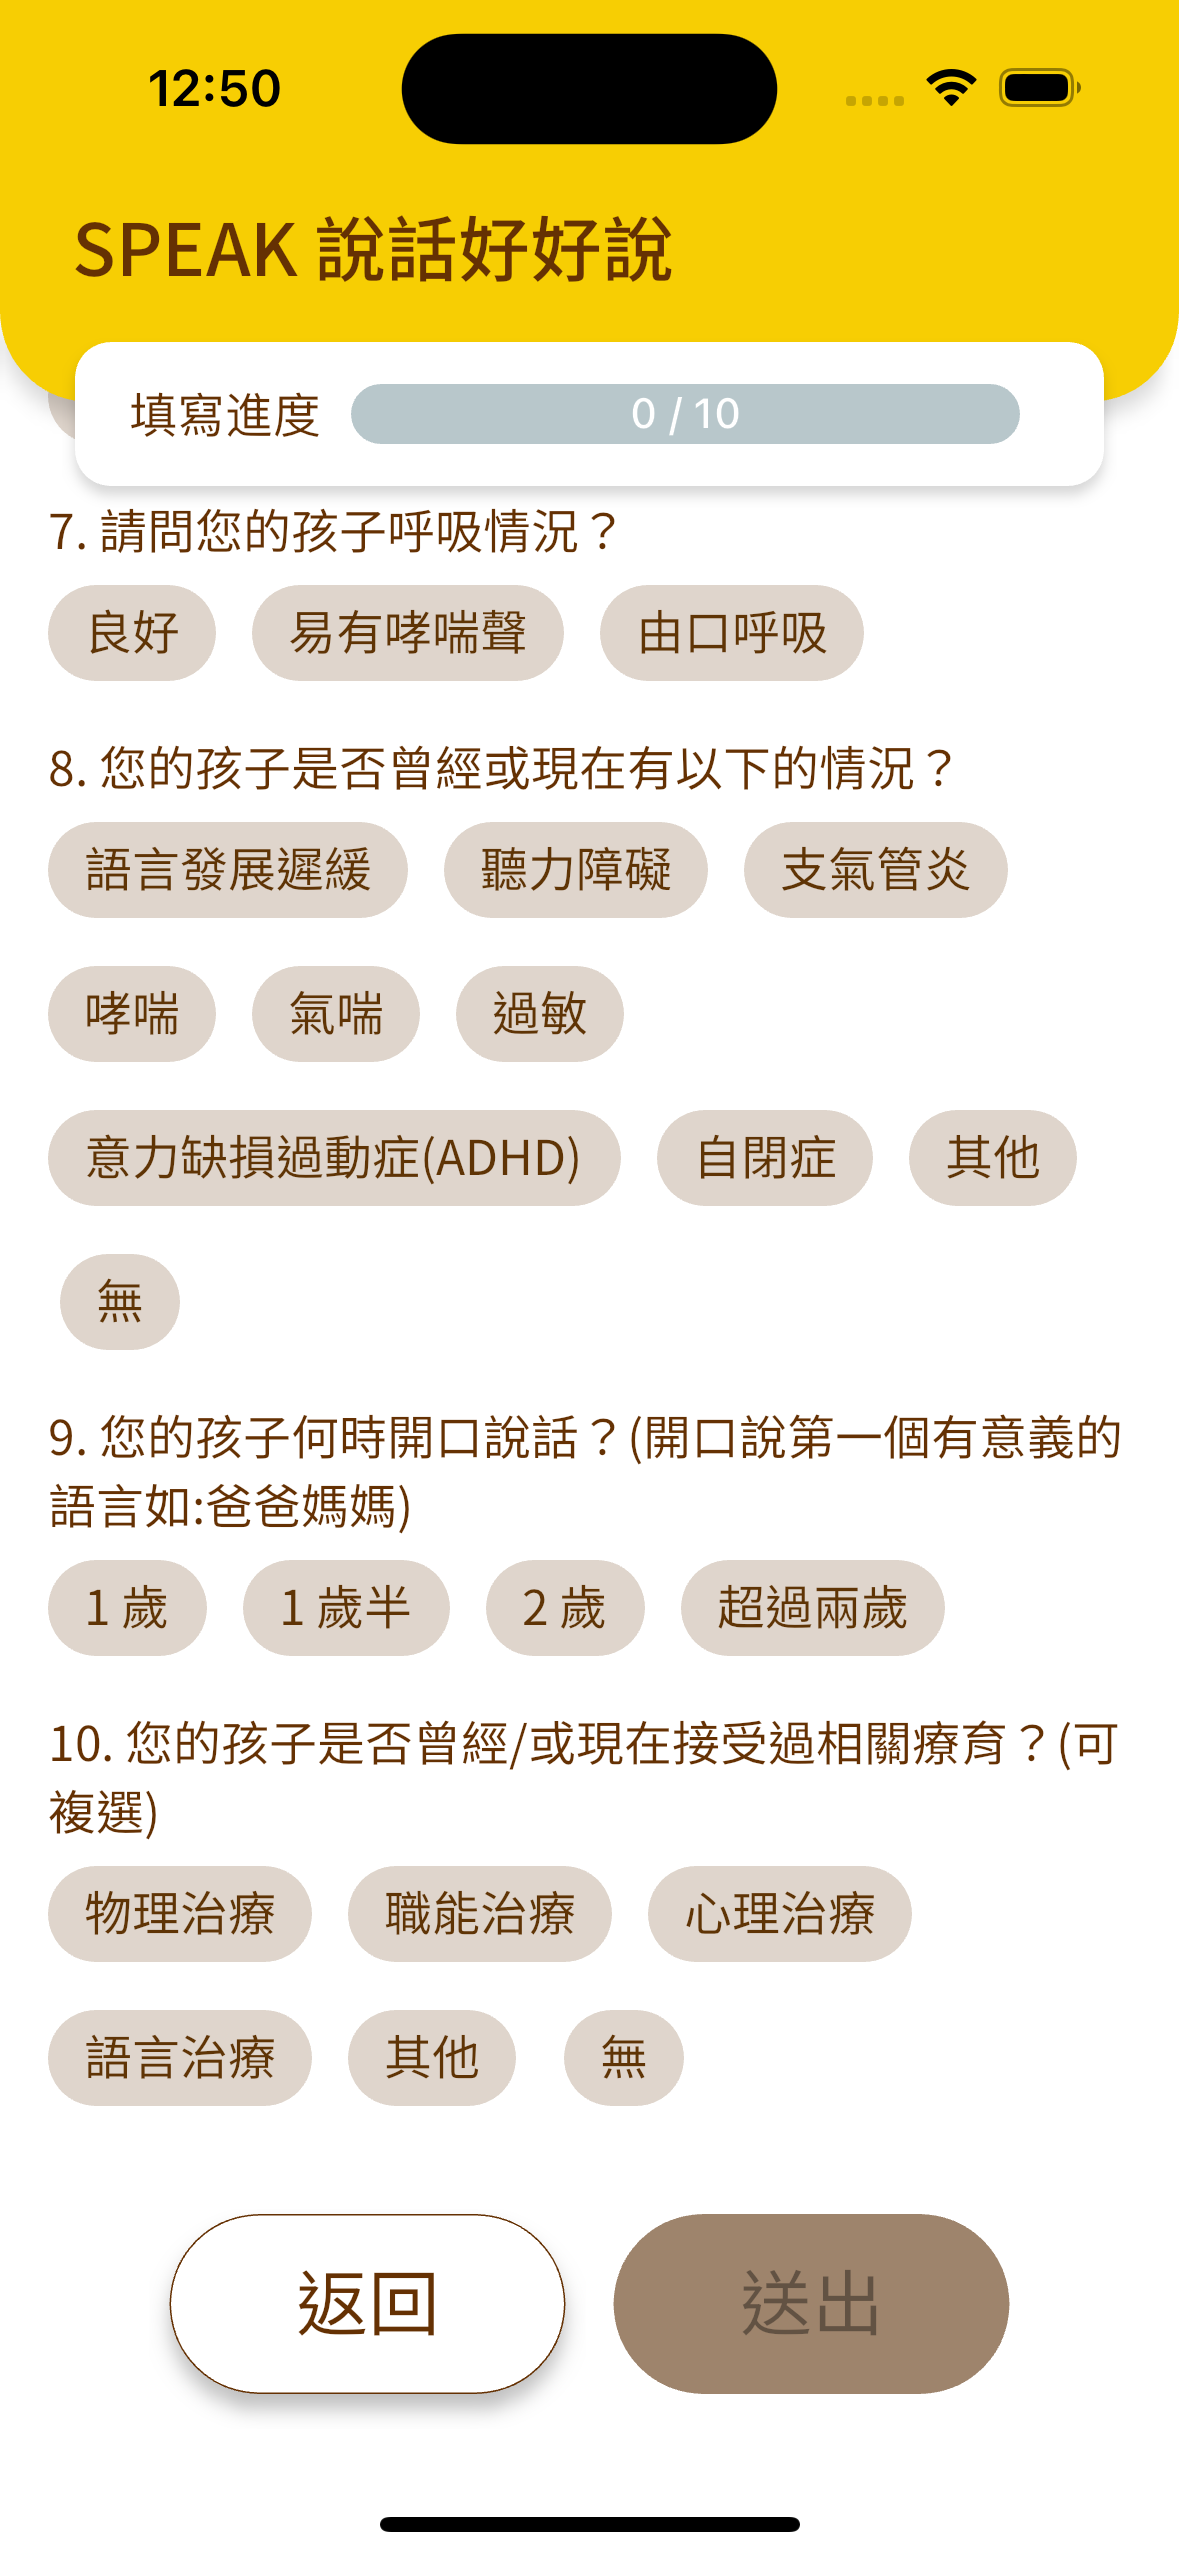 12:50
SPEAK 說話好好說
填寫進度 0 / 10
7. 請問您的孩子呼吸情況？
良好 易有哮喘聲 由口呼吸
8. 您的孩子是否曾經或現在有以下的情況？
語言發展遲緩 聽力障礙 支氣管炎
哮喘 氣喘 過敏
意力缺損過動症(ADHD) 自閉症 其他
無
9. 您的孩子何時開口說話？(開口說第一個有意義的
語言如:爸爸媽媽)
1 歲 1 歲半 2 歲 超過兩歲
10. 您的孩子是否曾經/或現在接受過相關療育？(可
複選)
物理治療 職能治療 心理治療
語言治療 其他 無
返回 送出